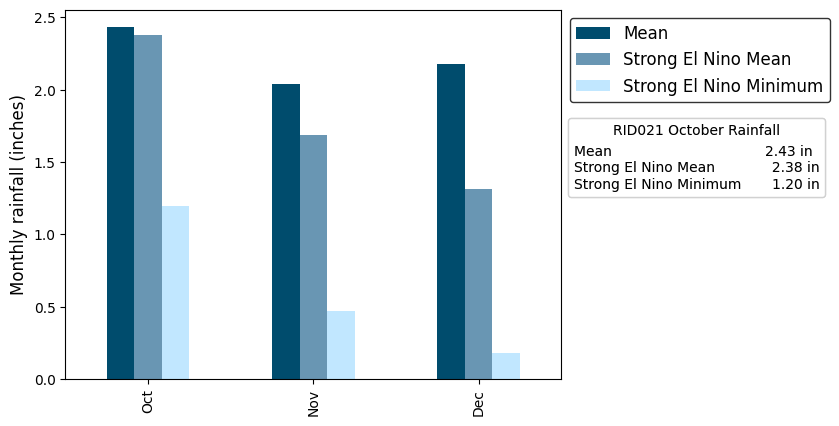 Monthly rainfall (inches)
2.5
2.0
1.5
1.0
0.5
0.0
Oct
Nov
Dec
Mean
Strong El Nino Mean
Strong El Nino Minimum
RID021 October Rainfall
Mean 2.43 in
Strong El Nino Mean 2.38 in
Strong El Nino Minimum 1.20 in